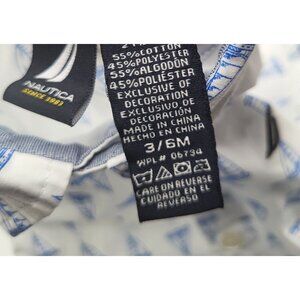 NAUTICA
SINCE 1983
55%COTTON
45%POLYESTER
55%ALGODÓN
45%POLIÉSTER
EXCLUSIVE OF
DECORATION
EXCLUSIVO DE
DECORACIÓN
MADE IN CHINA
HECHO EN CHINA
3/6M
WPL# 06734
CARE ON REVERSE
CUIDADO EN EL
REVERSO